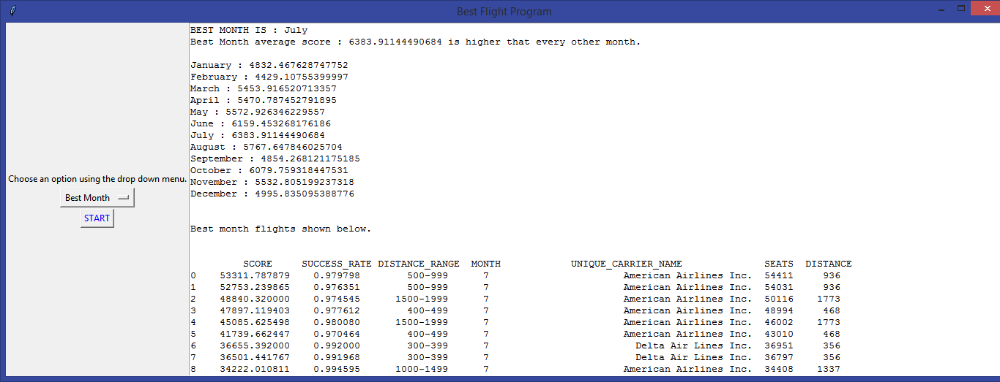 Best Flight Program
Choose an option using the drop down menu.
Best Month
START
BEST MONTH IS : July
Best Month average score : 6383.91144490684 is higher that every other month.
January : 4832.467628747752
February : 4429.10755399997
March : 5453.916520713357
April : 5470.787452791895
May : 5572.926346229557
June : 6159.453268176186
July : 6383.91144490684
August : 5767.647846025704
September : 4854.268121175185
October : 6079.759318447531
November : 5532.805199237318
December : 4995.835095388776
Best month flights shown below.
SCORE SUCCESS_RATE DISTANCE_RANGE MONTH UNIQUE_CARRIER_NAME SEATS DISTANCE
0 53311.787879 0.979798 500-999 7 American Airlines Inc. 54411 936
1 52753.239865 0.976351 500-999 7 American Airlines Inc. 54031 936
2 48840.320000 0.974545 1500-1999 7 American Airlines Inc. 50116 1773
3 47897.119403 0.977612 400-499 7 American Airlines Inc. 48994 468
4 45085.625498 0.980080 1500-1999 7 American Airlines Inc. 46002 1773
5 41739.662447 0.970464 400-499 7 American Airlines Inc. 43010 468
6 36655.392000 0.992000 300-399 7 Delta Air Lines Inc. 36951 356
7 36501.441767 0.991968 300-399 7 Delta Air Lines Inc. 36797 356
8 34222.010811 0.994595 1000-1499 7 American Airlines Inc. 34408 1337